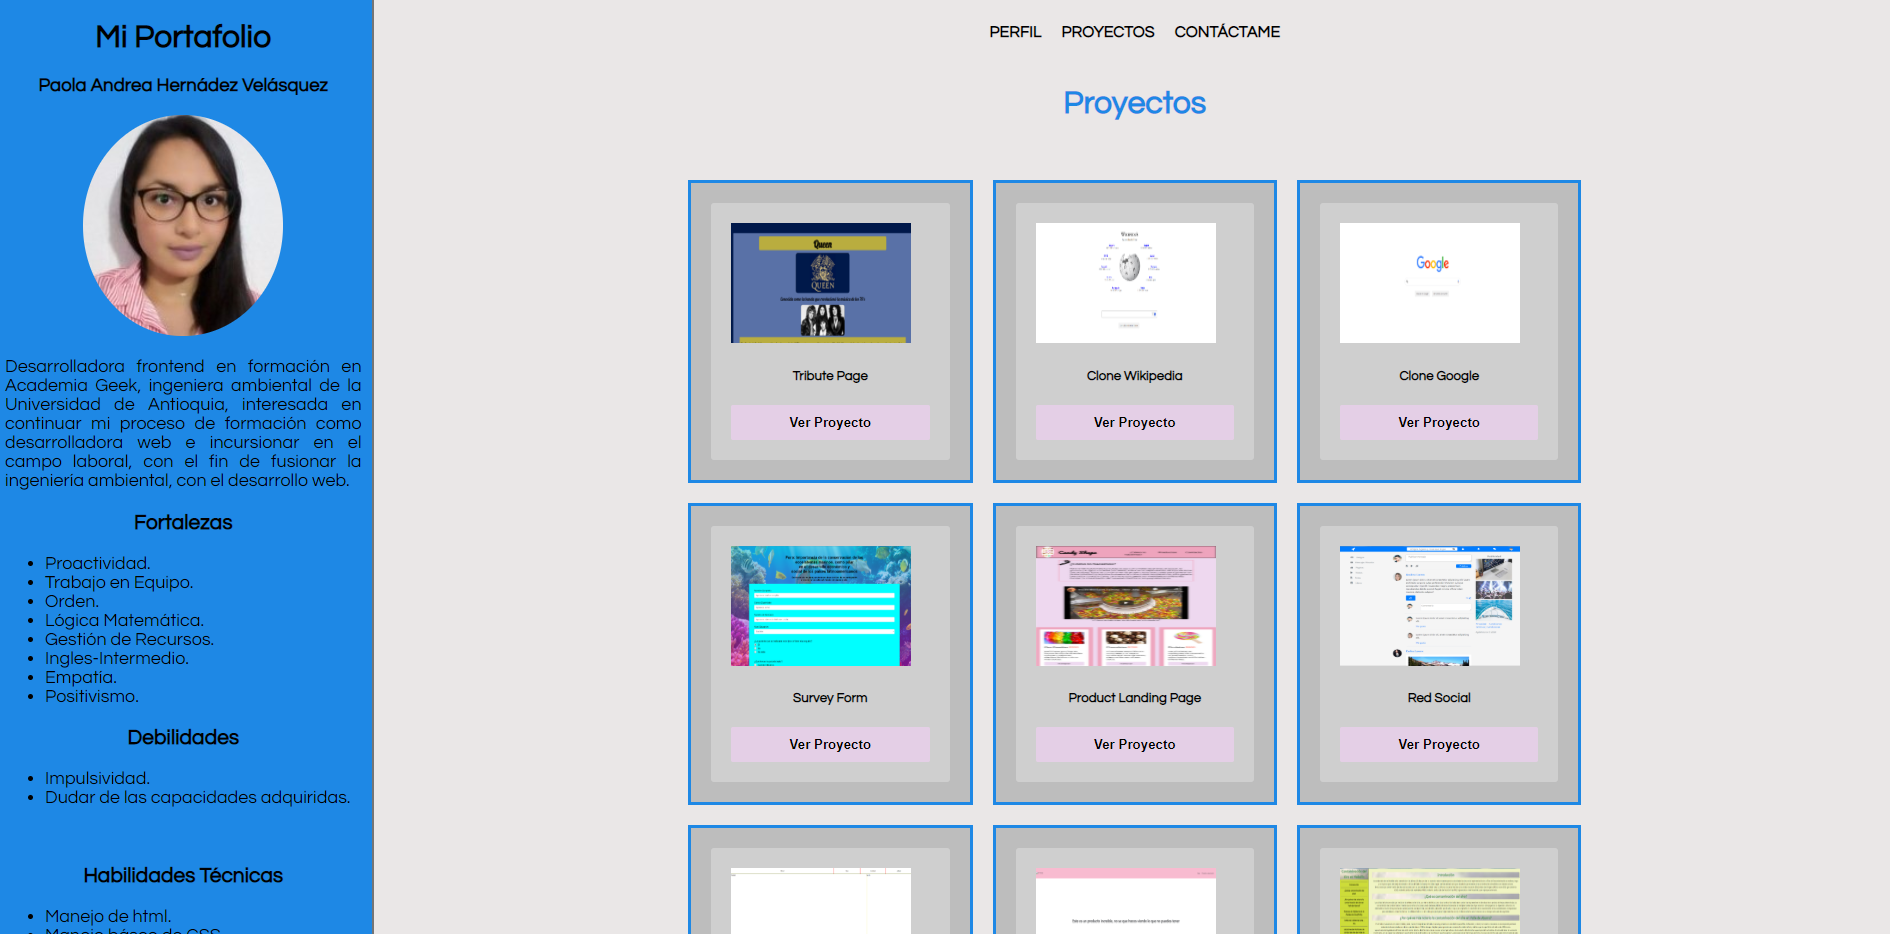 Mi Portafolio
Paola Andrea Hernádez Velásquez
Desarrolladora frontend en formación en
Academia Geek, ingeniera ambiental de la
Universidad de Antioquia, interesada en
continuar mi proceso de formación como
desarrolladora web e incursionar en el
campo laboral, con el fin de fusionar la
ingeniería ambiental, con el desarrollo web.
Fortalezas
Proactividad.
Trabajo en Equipo.
Orden.
Lógica Matemática.
Gestión de Recursos.
Ingles-Intermedio.
Empatía.
Positivismo.
Debilidades
Impulsividad.
Dudar de las capacidades adquiridas.
Habilidades Técnicas
Manejo de html.
PERFIL PROYECTOS CONTÁCTAME
Proyectos
Queen
QUEEN
Tribute Page
Ver Proyecto
Clone Wikipedia
Ver Proyecto
Google
Clone Google
Ver Proyecto
Survey Form
Ver Proyecto
Candy Shops
Product Landing Page
Ver Proyecto
Red Social
Ver Proyecto